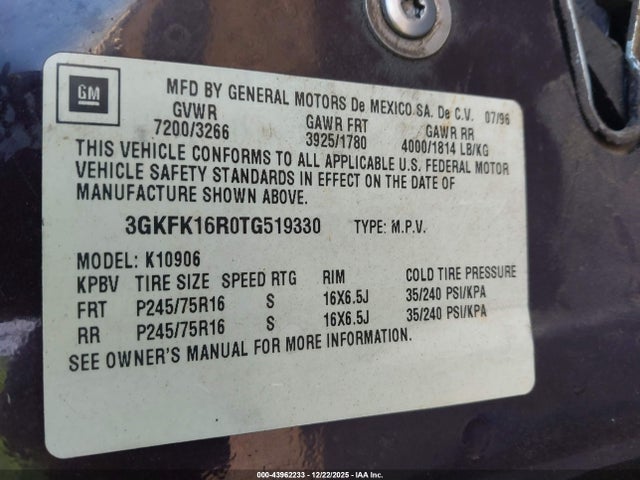 GM
MFD BY GENERAL MOTORS De MEXICO SA. De C.V. 07/96
GVWR GAWR FRT GAWR RR
7200/3266 3925/1780 4000/1814 LB/KG
THIS VEHICLE CONFORMS TO ALL APPLICABLE U.S. FEDERAL MOTOR
VEHICLE SAFETY STANDARDS IN EFFECT ON THE DATE OF
MANUFACTURE SHOWN ABOVE.
3GKFK16R0TG519330 TYPE: M.P.V.
MODEL: K10906
KPBV TIRE SIZE SPEED RTG RIM COLD TIRE PRESSURE
FRT P245/75R16 S 16X6.5J 35/240 PSI/KPA
RR P245/75R16 S 16X6.5J 35/240 PSI/KPA
SEE OWNER'S MANUAL FOR MORE INFORMATION.
000-43962233 - 12/22/2025 - IAA Inc.